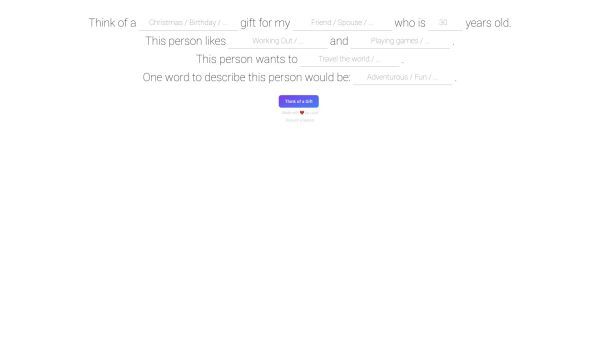 Think of a Christmas / Birthday / ... gift for my Friend / Spouse / ... who is 30 years old.
This person likes Working Out / ... and Playing games / ... .
This person wants to Travel the world / ... .
One word to describe this person would be: Adventurous / Fun / ... .
Think of a Gift